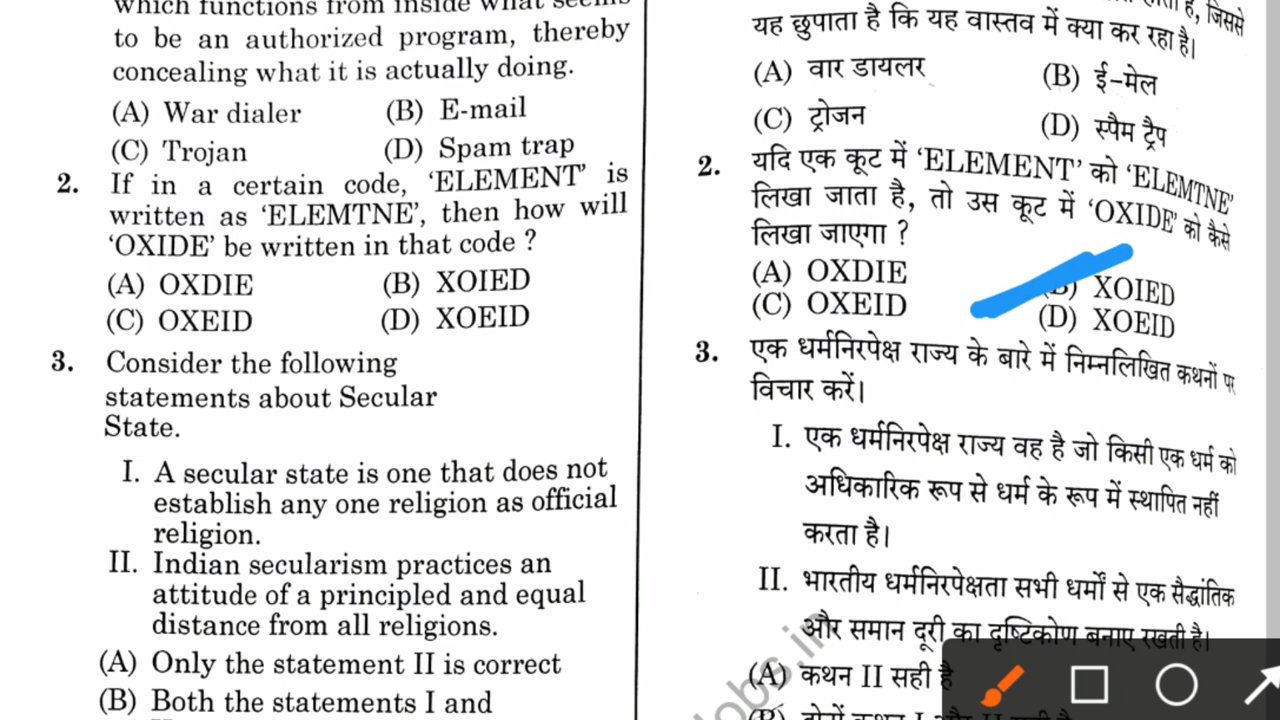 which functions from inside what seems
to be an authorized program, thereby
concealing what it is actually doing.
(A) War dialer (B) E-mail
(C) Trojan (D) Spam trap
2. If in a certain code, ‘ELEMENT’ is
written as ‘ELEMTNE’, then how will
‘OXIDE’ be written in that code ?
(A) OXDIE (B) XOIED
(C) OXEID (D) XOEID
3. Consider the following
statements about Secular
State.
I. A secular state is one that does not
establish any one religion as official
religion.
II. Indian secularism practices an
attitude of a principled and equal
distance from all religions.
(A) Only the statement II is correct
(B) Both the statements I and
है, जिससे
यह छुपाता है कि यह वास्तव में क्या कर रहा है।
(A) वार डायलर (B) ई-मेल
(C) ट्रोजन (D) स्पैम ट्रैप
2. यदि एक कूट में ‘ELEMENT’ को ‘ELEMTNE’
लिखा जाता है, तो उस कूट में ‘OXIDE’ को कैसे
लिखा जाएगा ?
(A) OXDIE (B) XOIED
(C) OXEID (D) XOEID
3. एक धर्मनिरपेक्ष राज्य के बारे में निम्नलिखित कथनों पर
विचार करें।
I. एक धर्मनिरपेक्ष राज्य वह है जो किसी एक धर्म को
अधिकारिक रूप से धर्म के रूप में स्थापित नहीं
करता है।
II. भारतीय धर्मनिरपेक्षता सभी धर्मों से एक सैद्धांतिक
और समान दूरी का दृष्टिकोण बनाए रखती है।
(A) कथन II सही है